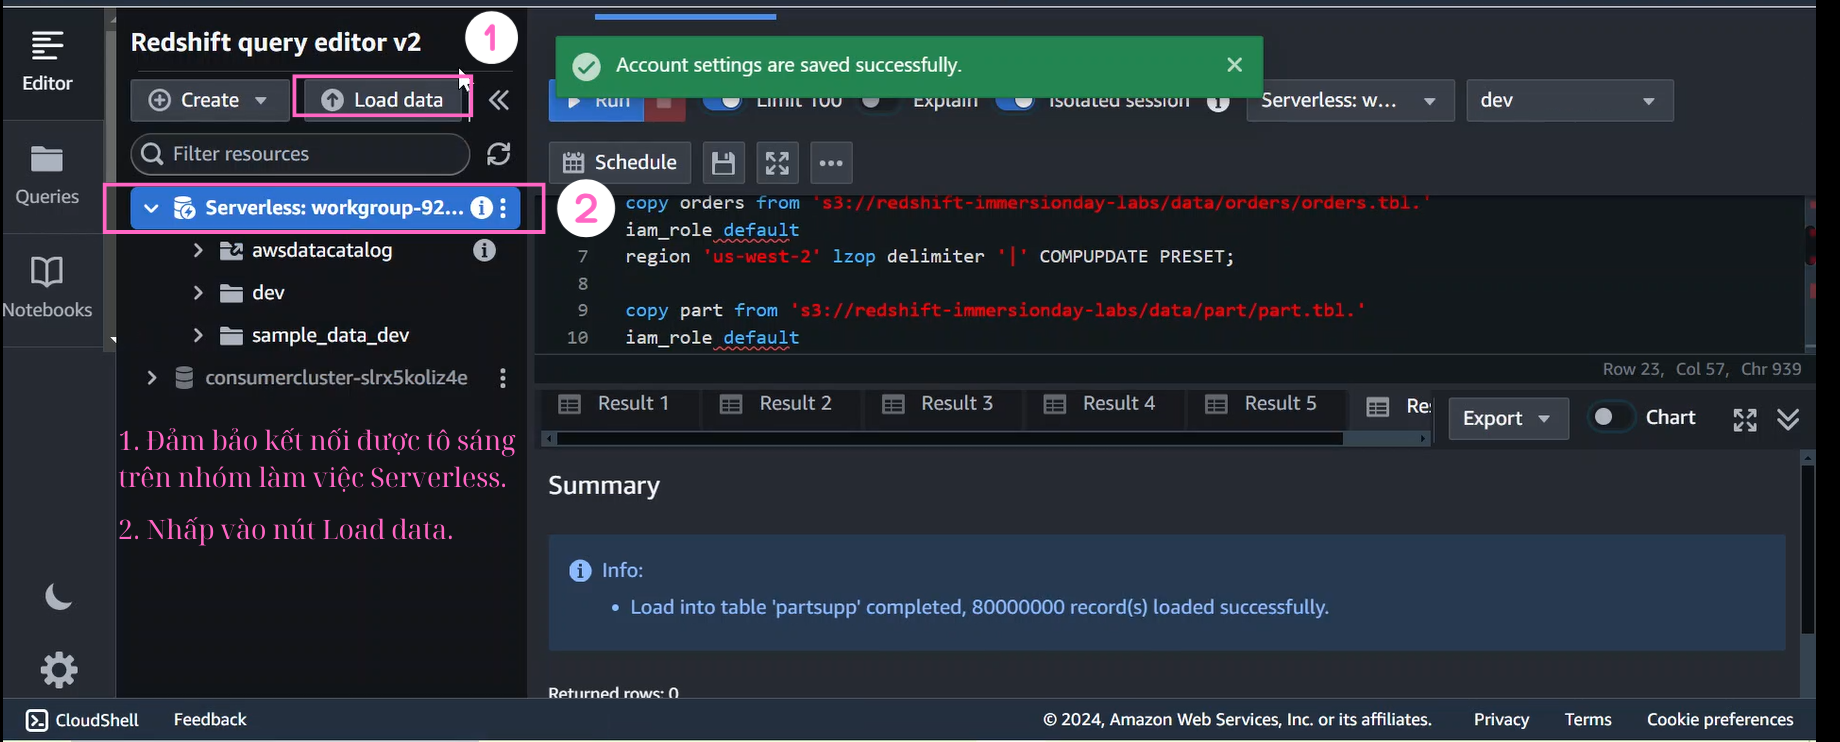 Editor
Queries
Notebooks
Redshift query editor v2
1
Create
Load data
Filter resources
Serverless: workgroup-92...
2
awsdatacatalog
dev
sample_data_dev
consumercluster-slrx5koliz4e
1. Đảm bảo kết nối được tô sáng
trên nhóm làm việc Serverless.
2. Nhấp vào nút Load data.
Account settings are saved successfully.
Run
Limit 100
Explain
Isolated session
Serverless: w...
dev
Schedule
copy orders from 's3://redshift-immersionday-labs/data/orders/orders.tbl.'
iam_role default
7 region 'us-west-2' lzop delimiter '|' COMPUPDATE PRESET;
8
9 copy part from 's3://redshift-immersionday-labs/data/part/part.tbl.'
10 iam_role default
Row 23, Col 57, Chr 939
Result 1
Result 2
Result 3
Result 4
Result 5
Re
Export
Chart
Summary
Info:
• Load into table 'partsupp' completed, 80000000 record(s) loaded successfully.
Returned rows: 0
CloudShell
Feedback
© 2024, Amazon Web Services, Inc. or its affiliates.
Privacy
Terms
Cookie preferences